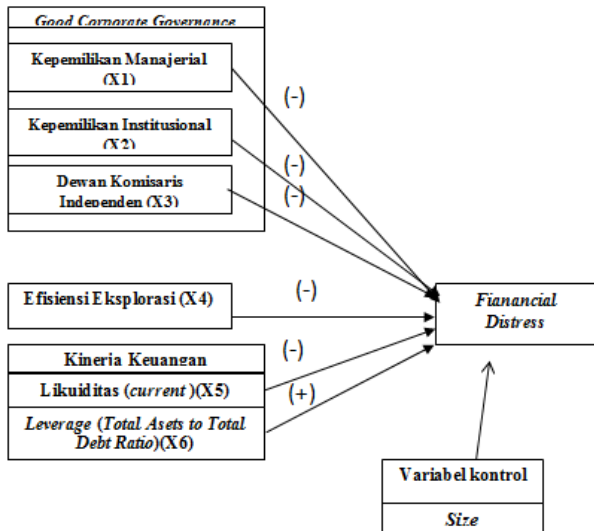 Good Corporate Governance
Kepemilikan Manajerial
(X1)
(-)
Kepemilikan Institusional
(X2)
(-)
Dewan Komisaris
Independen (X3)
(-)
Efisiensi Eksplorasi (X4)
(-)
Fianancial
Distress
Kinerja Keuangan
(-)
Likuiditas (current )(X5)
(+)
Leverage (Total Asets to Total
Debt Ratio)(X6)
Variabel kontrol
Size